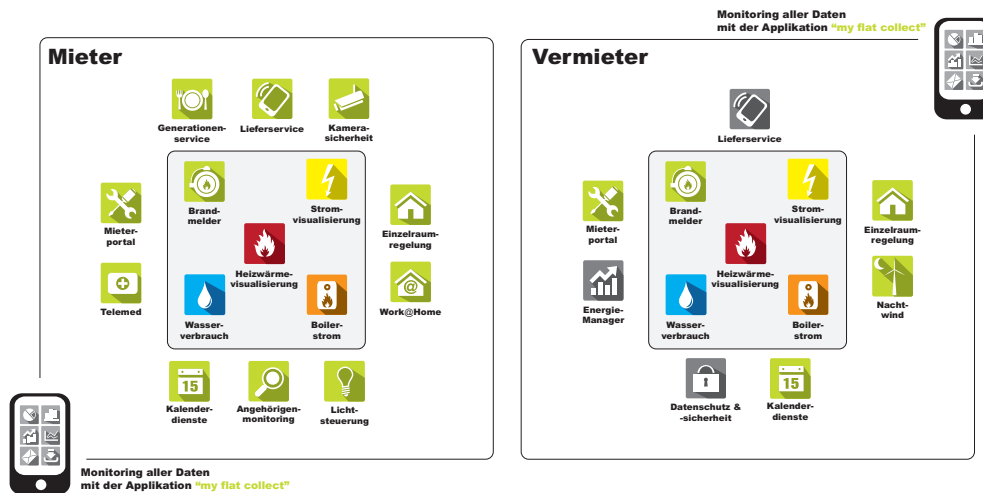 Mieter
Generationen-
service
Lieferservice
Kamera-
sicherheit
Brand-
melder
Strom-
visualisierung
Mieter-
portal
Einzelraum-
regelung
Heizwärme-
visualisierung
Telemed
@
Work@Home
Wasser-
verbrauch
Boiler-
strom
15
Kalender-
dienste
Angehörigen-
monitoring
Licht-
steuerung
Monitoring aller Daten
mit der Applikation "my flat collect"
Monitoring aller Daten
mit der Applikation "my flat collect"
Vermieter
Lieferservice
Brand-
melder
Strom-
visualisierung
Mieter-
portal
Einzelraum-
regelung
Heizwärme-
visualisierung
Energie-
Manager
Nacht-
wind
Wasser-
verbrauch
Boiler-
strom
Datenschutz &
-sicherheit
15
Kalender-
dienste